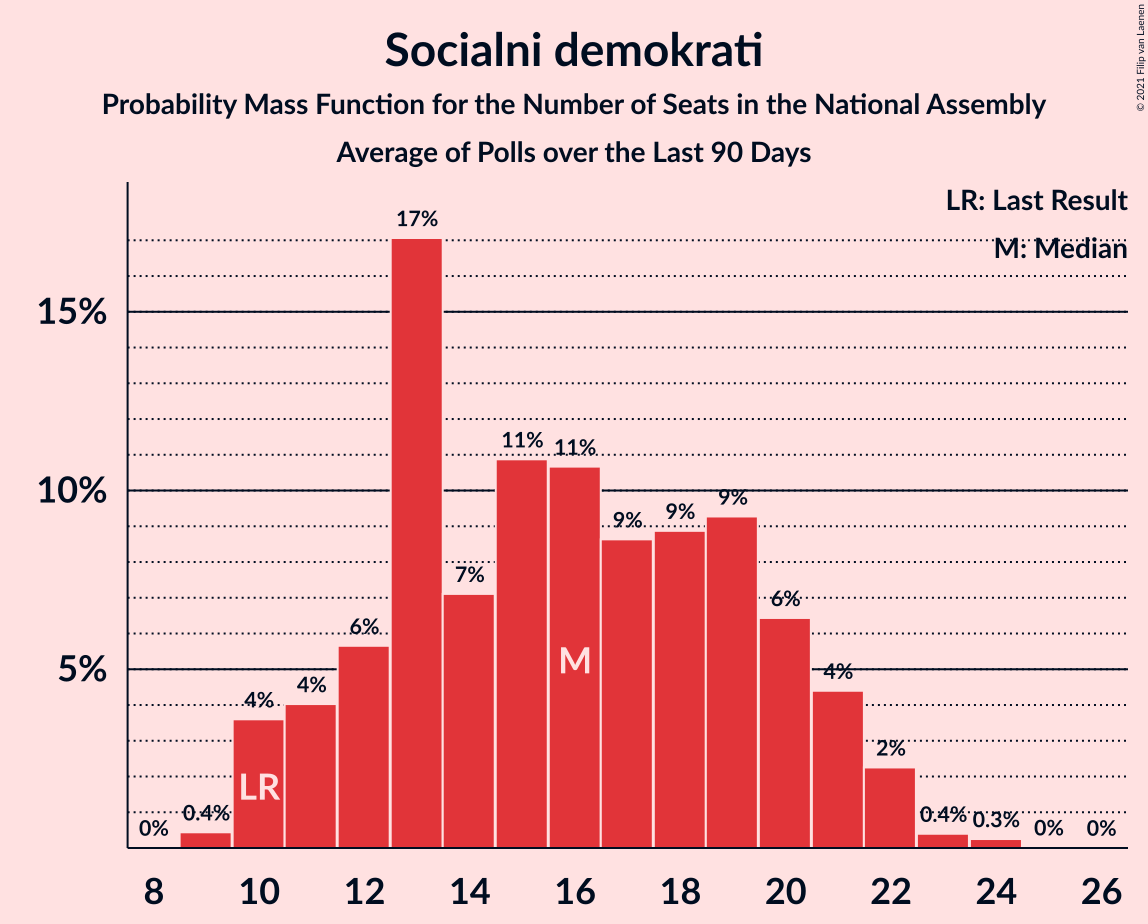 Socialni demokrati
Probability Mass Function for the Number of Seats in the National Assembly
Average of Polls over the Last 90 Days
© 2021 Filip van Laenen
LR: Last Result
M: Median
15%
10%
5%
0%
0.4%
4%
4%
6%
17%
7%
11%
11%
9%
9%
9%
6%
4%
2%
0.4%
0.3%
0%
0%
LR
M
8 10 12 14 16 18 20 22 24 26